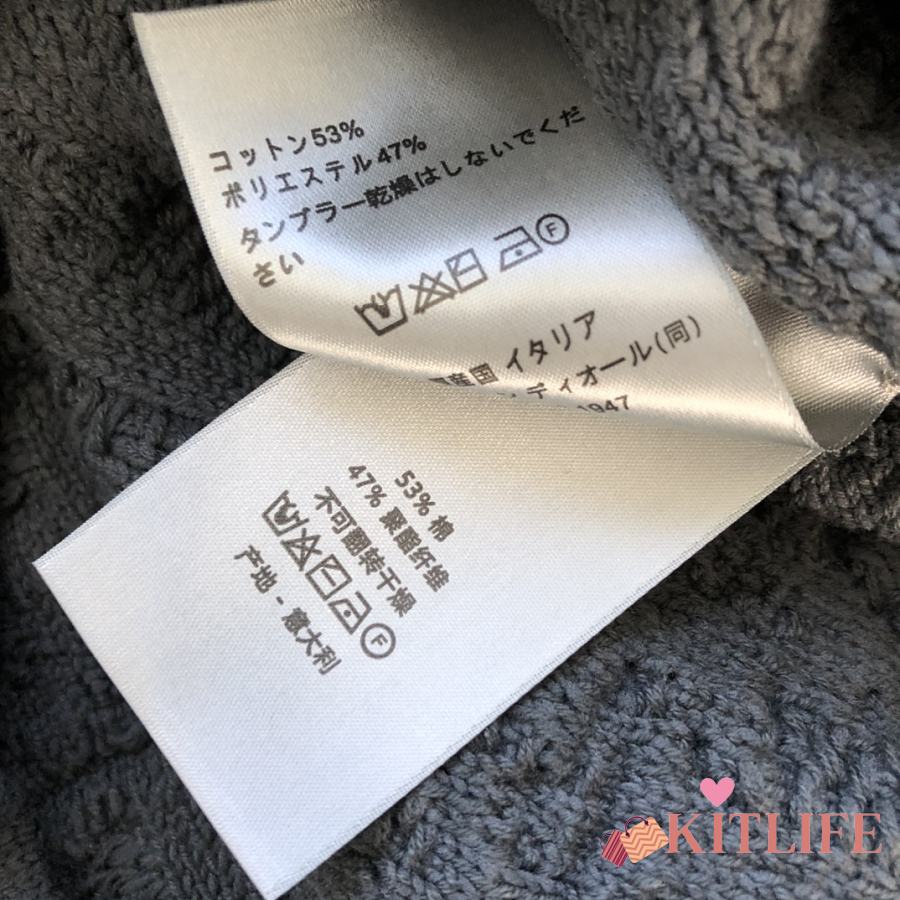 コットン53%
ポリエステル47%
タンブラー乾燥はしないでくだ
さい
F
産国 イタリア
ディオール(同)
1947
53% 棉
47% 聚酯纤维
不可翻转干燥
F
产地 - 意大利
KITLIFE